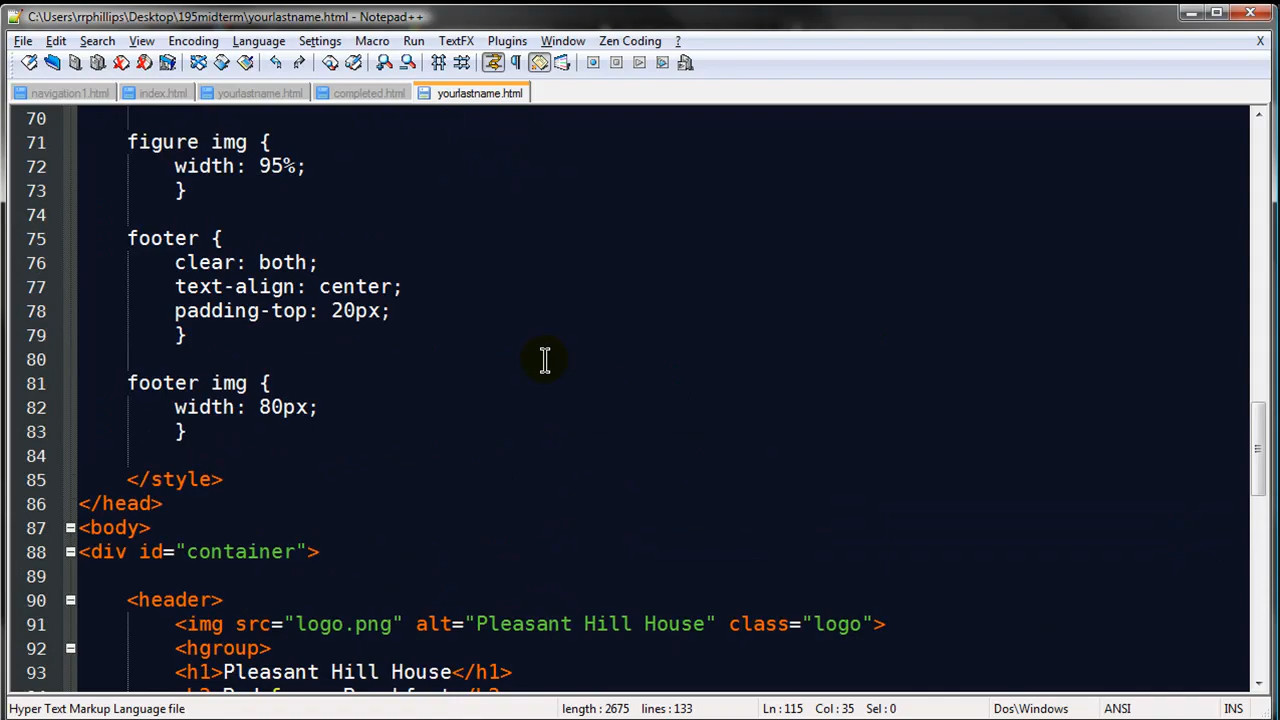 C:\Users\rrphillips\Desktop\195midterm\yourlastname.html - Notepad++
File Edit Search View Encoding Language Settings Macro Run TextFX Plugins Window Zen Coding ? X
navigation1.html index.html yourlastname.html completed.html yourlastname.html
70
71 figure img {
72 width: 95%;
73 }
74
75 footer {
76 clear: both;
77 text-align: center;
78 padding-top: 20px;
79 }
80
81 footer img {
82 width: 80px;
83 }
84
85 </style>
86 </head>
87 <body>
88 <div id="container">
89
90 <header>
91 <img src="logo.png" alt="Pleasant Hill House" class="logo">
92 <hgroup>
93 <h1>Pleasant Hill House</h1>
Hyper Text Markup Language file length : 2675 lines : 133 Ln : 115 Col : 35 Sel : 0 Dos\Windows ANSI INS